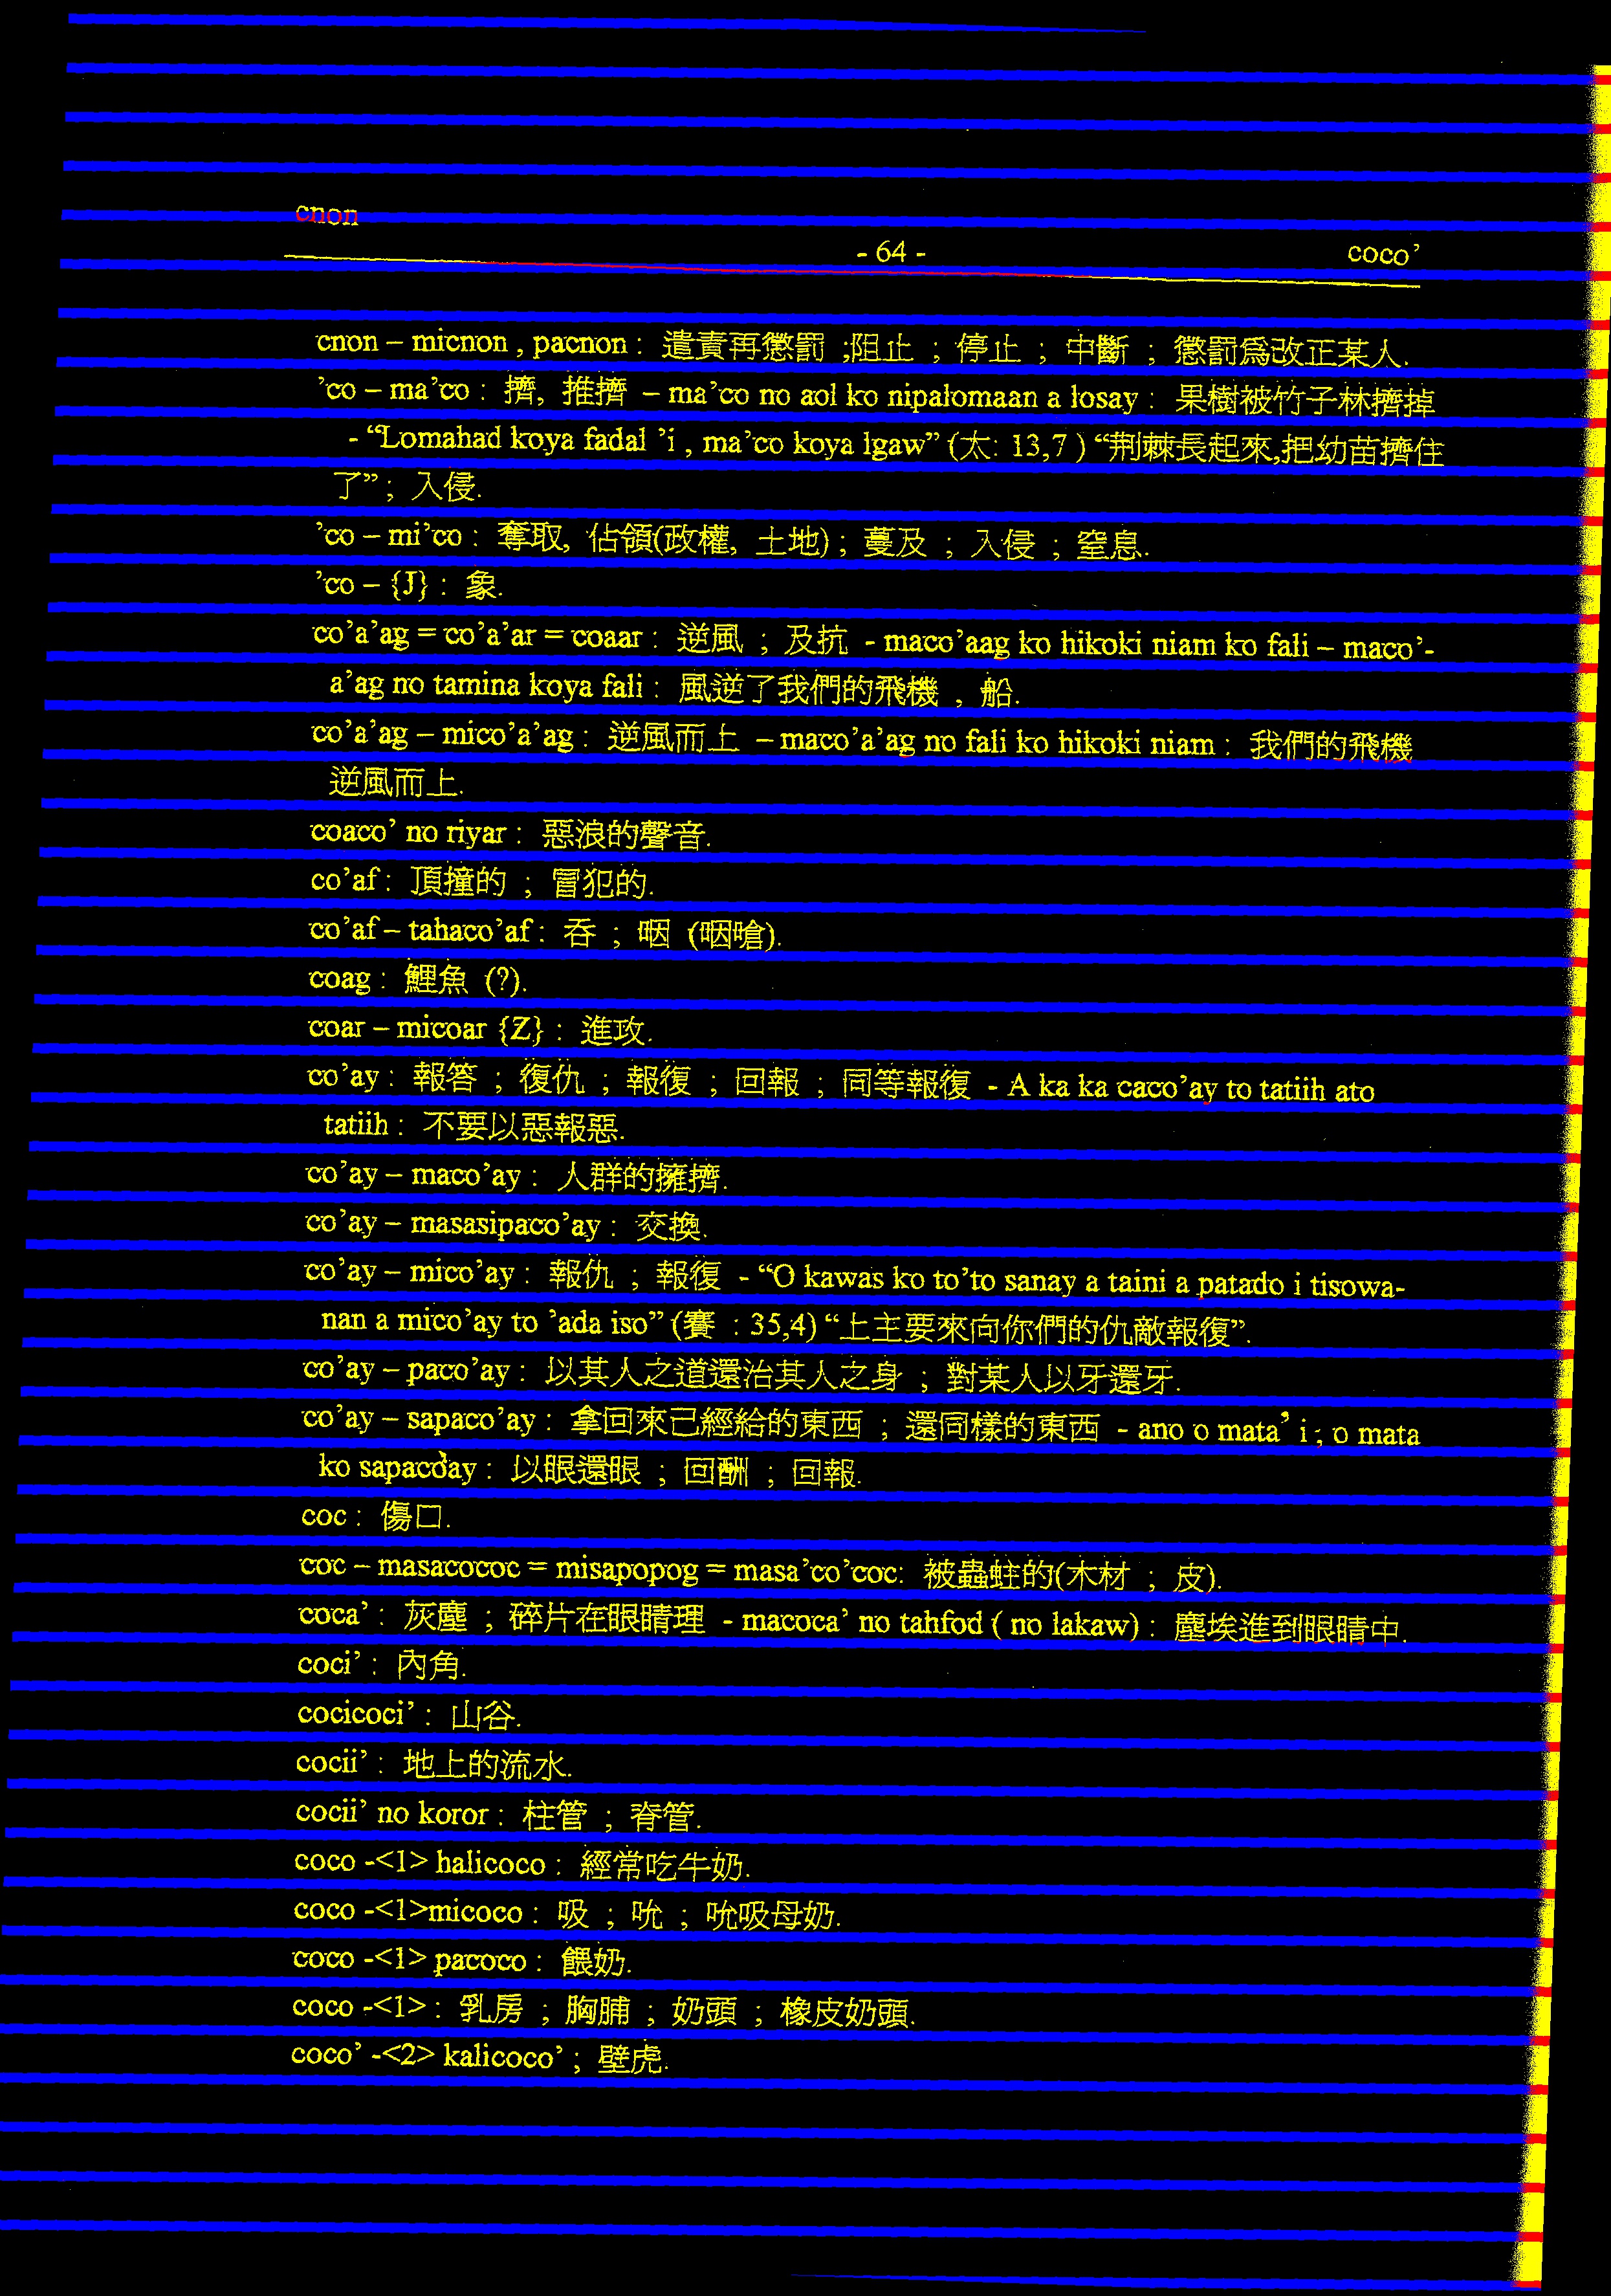 cnon
- 64 -
coco’
cnon – micnon , pacnon : 遣責再懲罰 ;阻止 ; 停止 ; 中斷 ; 懲罰爲改正某人.
’co – ma’co : 擠, 推擠 – ma’co no aol ko nipalomaan a losay : 果樹被竹子林擠掉
- “Lomahad koya fadal ’i , ma’co koya lgaw” (太: 13,7 ) “荆棘長起來,把幼苗擠住
了” ; 入侵.
’co – mi’co : 奪取, 佔領(政權, 土地) ; 蔓及 ; 入侵 ; 窒息.
’co – {J} : 象.
co’a’ag = co’a’ar = coaar : 逆風 ; 及抗 - maco’aag ko hikoki niam ko fali – maco’-
a’ag no tamina koya fali : 風逆了我們的飛機 , 船.
co’a’ag – mico’a’ag : 逆風而上 – maco’a’ag no fali ko hikoki niam : 我們的飛機
逆風而上.
coaco’ no riyar : 惡浪的聲音.
co’af : 頂撞的 ; 冒犯的.
co’af – tahaco’af : 吞 ; 咽 (咽嗆).
coag : 鯉魚 (?).
coar – micoar {Z} : 進攻.
co’ay : 報答 ; 復仇 ; 報復 ; 回報 ; 同等報復 - A ka ka caco’ay to tatiih ato
tatiih : 不要以惡報惡.
co’ay – maco’ay : 人群的擁擠.
co’ay – masasipaco’ay : 交換.
co’ay – mico’ay : 報仇 ; 報復 - “O kawas ko to’to sanay a taini a patado i tisowa-
nan a mico’ay to ’ada iso” (賽 : 35,4) “上主要來向你們的仇敵報復”.
co’ay – paco’ay : 以其人之道還治其人之身 ; 對某人以牙還牙.
co’ay – sapaco’ay : 拿回來己經給的東西 ; 還同樣的東西 - ano o mata’ i ; o mata
ko sapaco’ay : 以眼還眼 ; 回酬 ; 回報.
coc : 傷口.
coc – masacococ = misapopog = masa’co’coc: 被蟲蛀的(木材 ; 皮).
coca’ : 灰塵 ; 碎片在眼睛理 - macoca’ no tahfod ( no lakaw) : 塵埃進到眼睛中.
coci’ : 內角.
cocicoci’ : 山谷.
cocii’ : 地上的流水.
cocii’ no koror : 柱管 ; 脊管.
coco -<1> halicoco : 經常吃牛奶.
coco -<1>micoco : 吸 ; 吮 ; 吮吸母奶.
coco -<1> pacoco : 餵奶.
coco -<1> : 乳房 ; 胸脯 ; 奶頭 ; 橡皮奶頭.
coco’ -<2> kalicoco’ ; 壁虎.